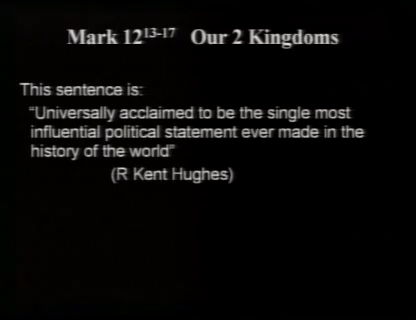 Mark 12¹³⁻¹⁷ Our 2 Kingdoms
This sentence is:
“Universally acclaimed to be the single most
influential political statement ever made in the
history of the world”
(R Kent Hughes)